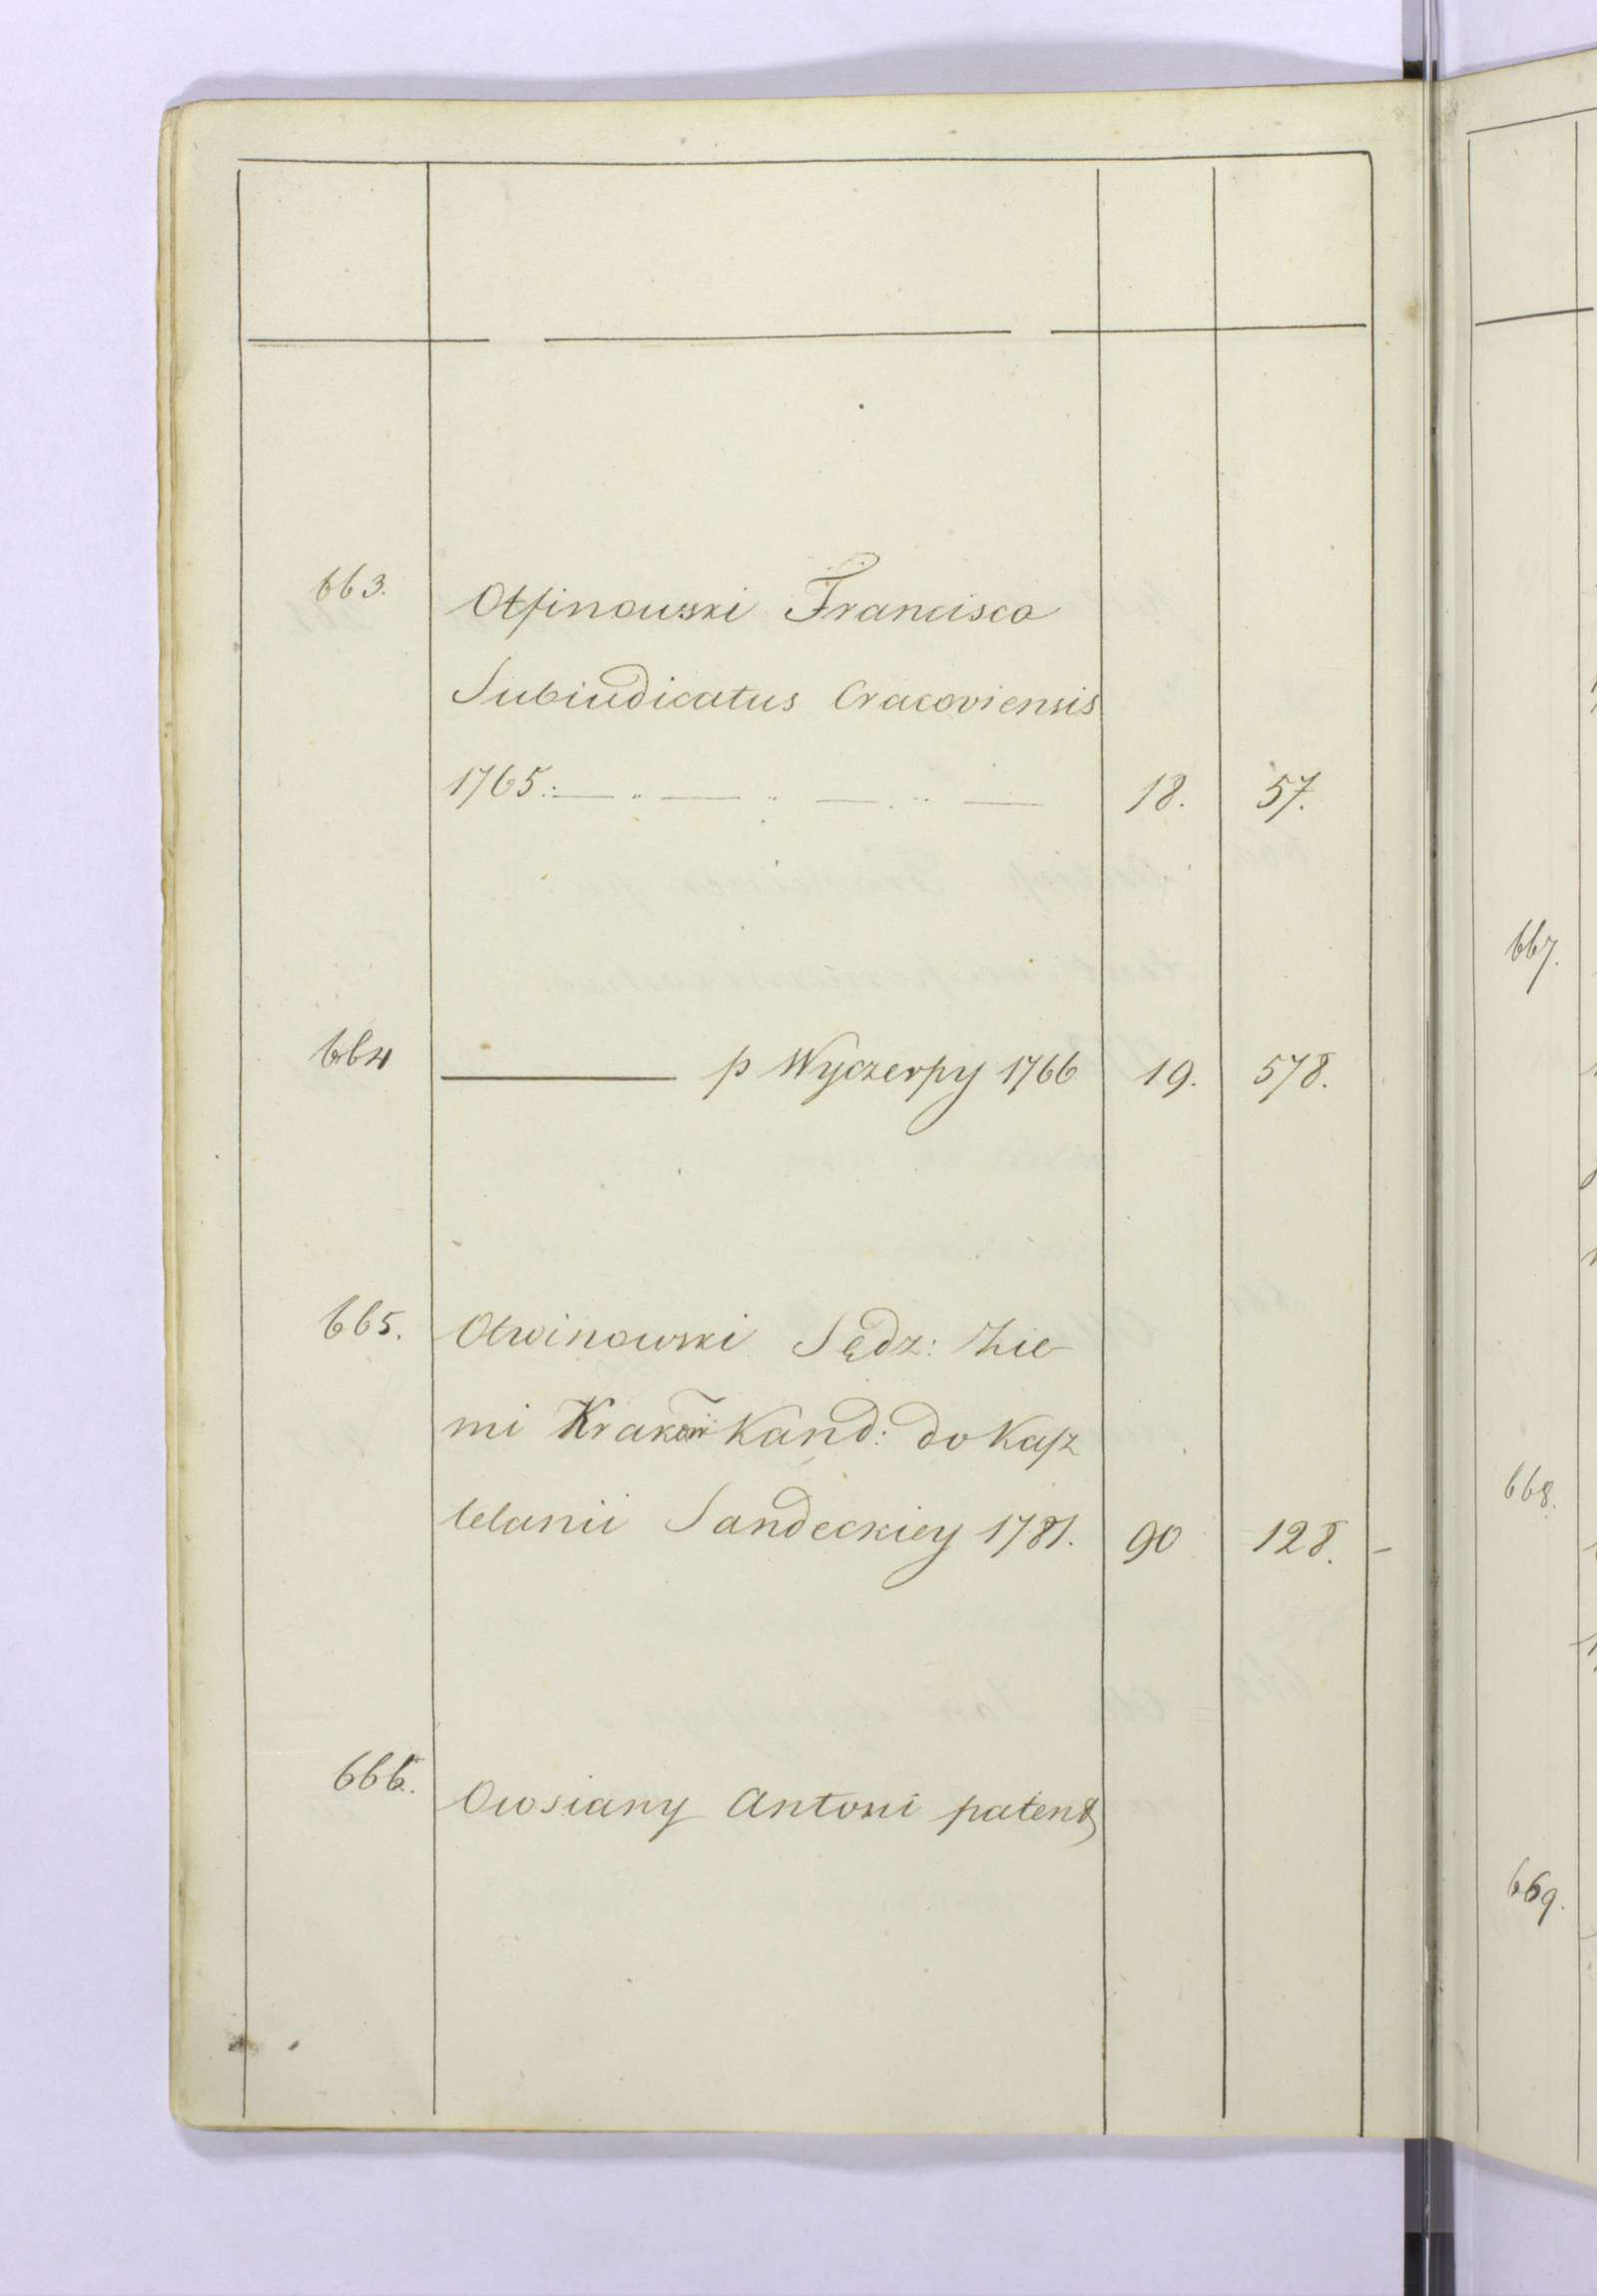 663. Otfinowski Francisco
Subiudicatus Cracoviensis
1765. 18. 57.
664 p Wyczerpy 1766 19. 578.
665. Otwinowski Sędz: Zie-
mi Krakow Kand: do Kasz
telanii Sandeckiey 1781. 90 128. -
666. Owsiany Antoni patent
667.
668.
669.